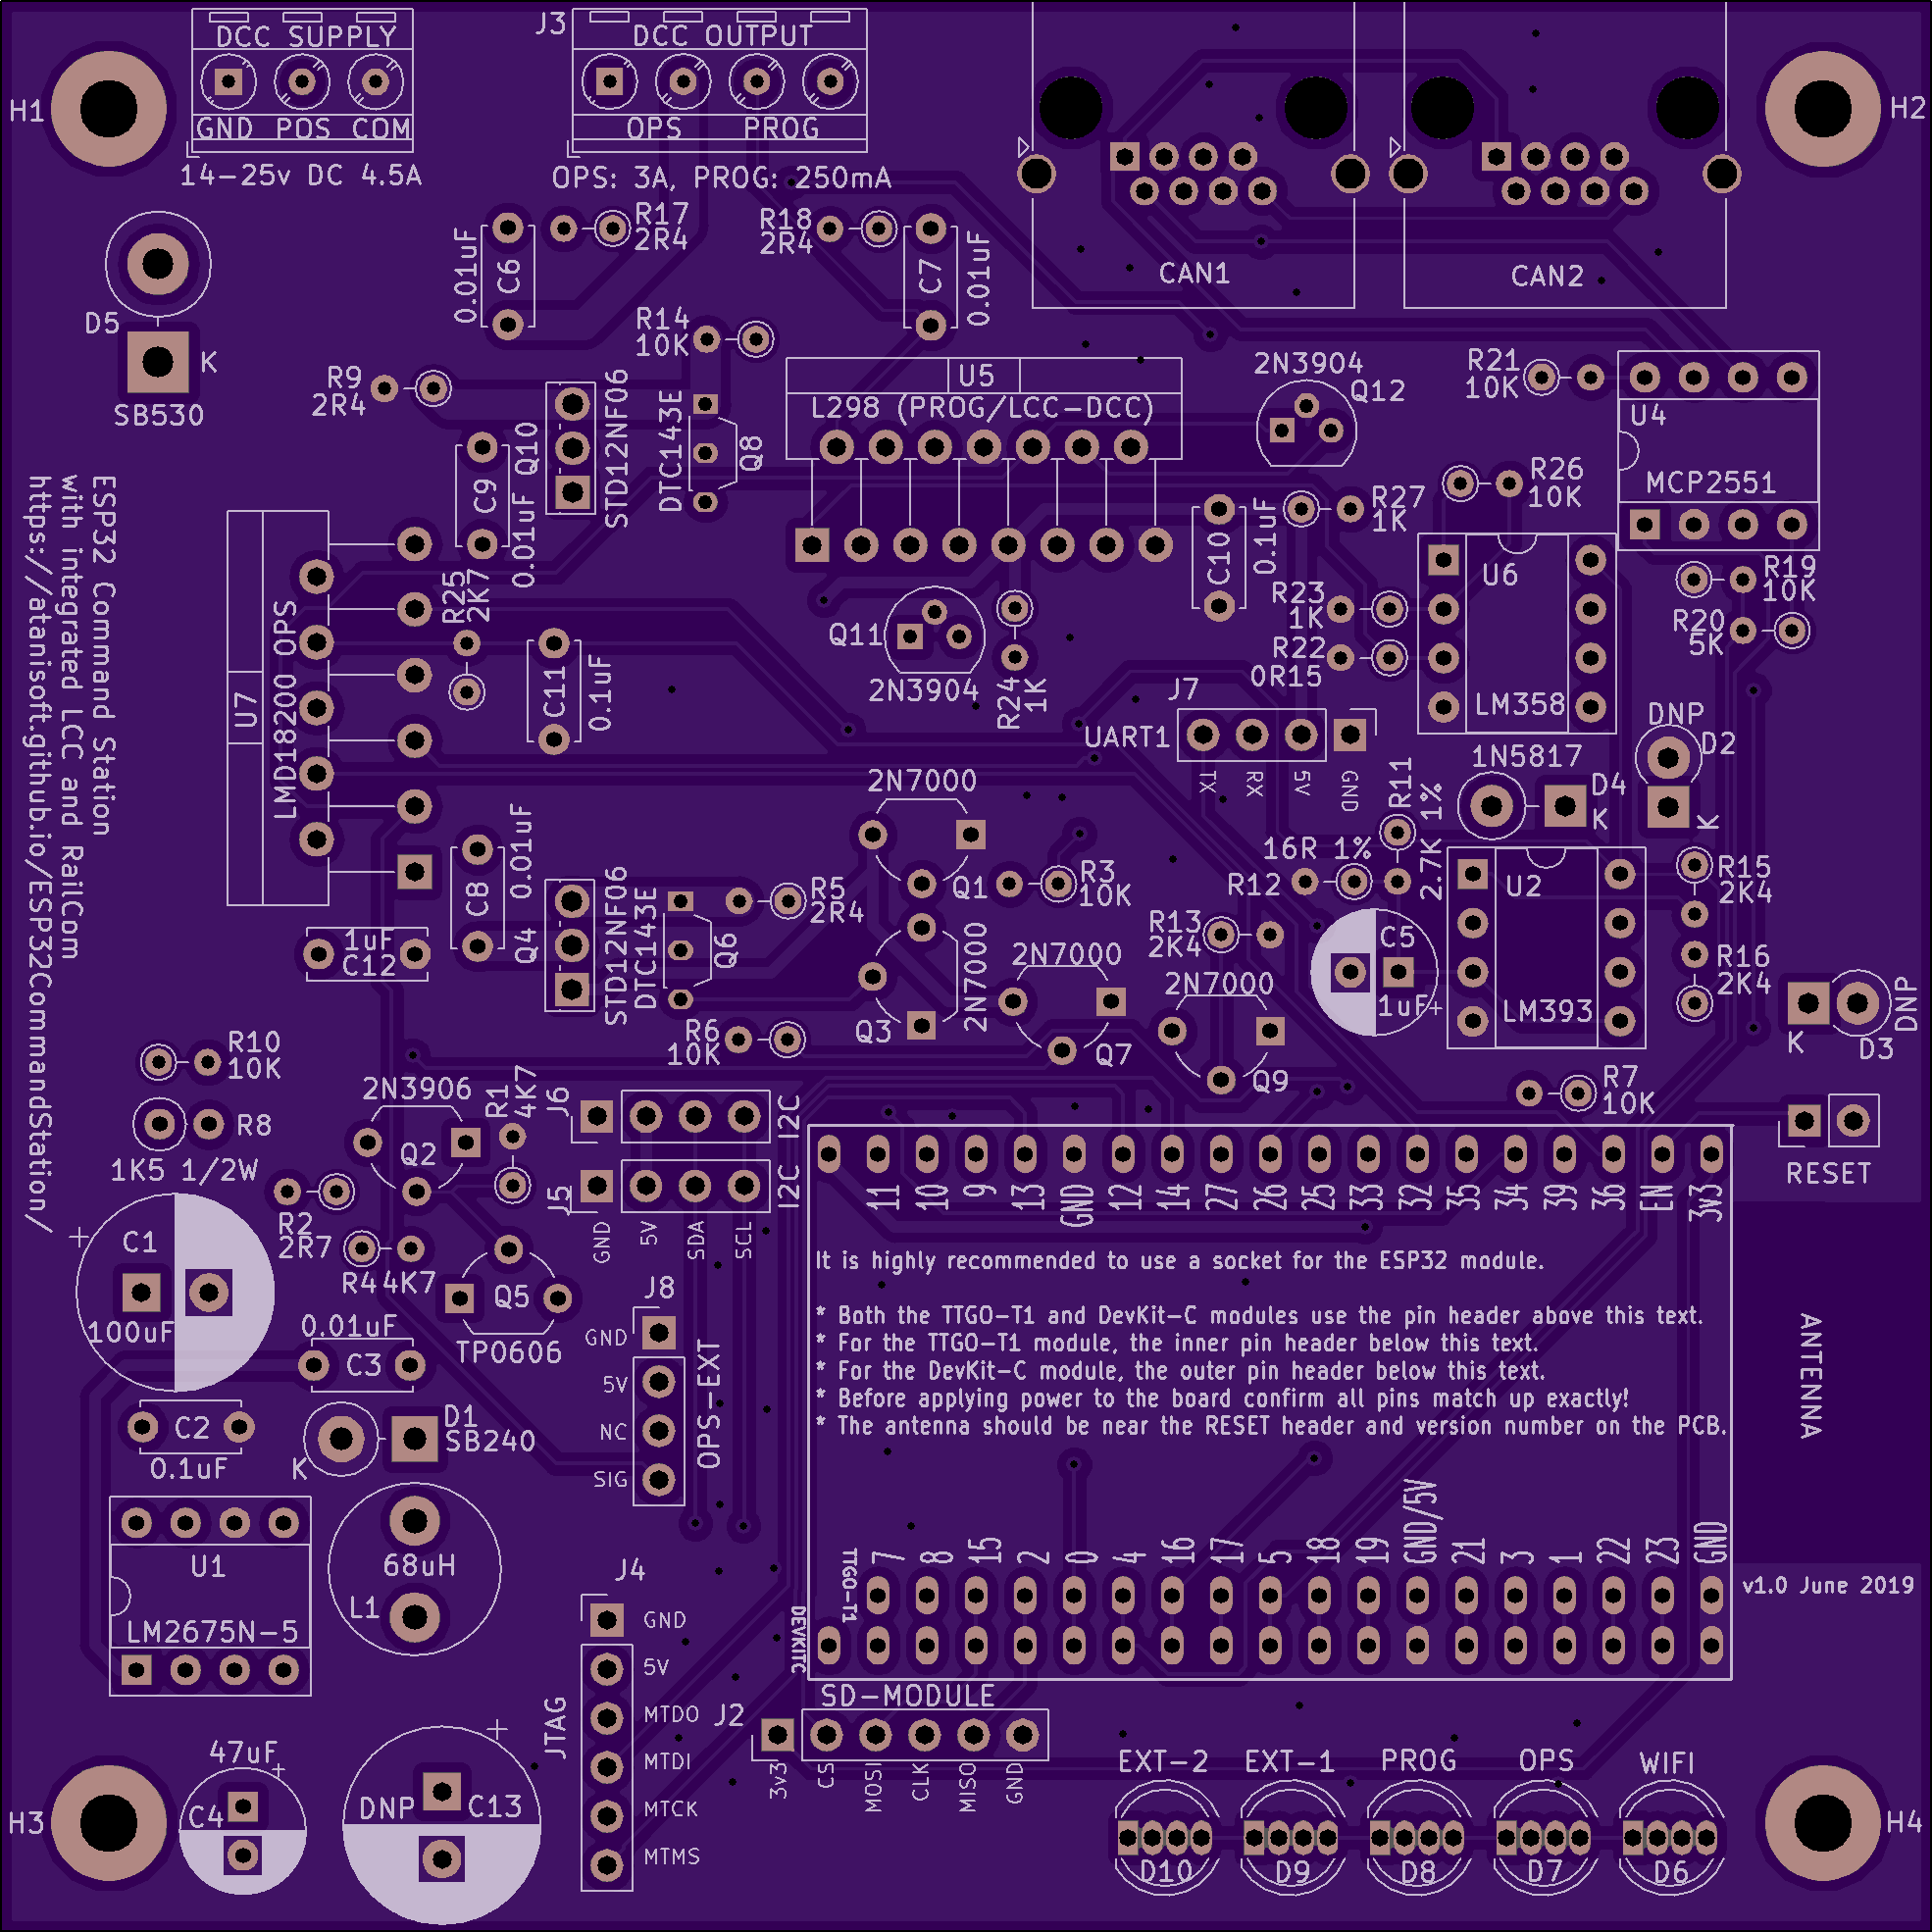 DCC SUPPLY
GND POS COM
14-25v DC 4.5A
J3
DCC OUTPUT
OPS PROG
OPS: 3A, PROG: 250mA
H1
H2
CAN1
CAN2
D5
K
SB530
0.01uF
C6
R17
2R4
R18
2R4
C7
0.01uF
R14
10K
R9
2R4
Q10
STD12NF06
DTC143E
Q8
U5
L298 (PROG/LCC-DCC)
2N3904
Q12
R21
10K
U4
MCP2551
C9
0.01uF
R26
10K
R27
1K
C10
0.1uF
U6
LM358
R19
10K
R20
5K
R23
1K
R22
0R15
R25
2K7
Q11
2N3904
R24
1K
U7
LMD18200 OPS
C11
0.1uF
ESP32 Command Station
with integrated LCC and RailCom
https://atanisoft.github.io/ESP32CommandStation/
J7
UART1
TX
RX
5V
GND
DNP
D2
K
1N5817
D4
K
2N7000
Q1
R11
2.7K 1%
16R 1%
R12
C8
0.01uF
1uF
C12
Q4
STD12NF06
DTC143E
Q6
R5
2R4
R3
10K
R13
2K4
C5
1uF+
U2
LM393
R15
2K4
R16
2K4
2N7000
Q3
2N7000
Q7
2N7000
Q9
R6
10K
K
D3
DNP
R7
10K
RESET
R10
10K
R8
1K5 1/2W
2N3906
Q2
R1
4K7
J6
I2C
J5
I2C
GND
5V
SDA
SCL
R2
2R7
R4 4K7
Q5
TP0606
+
C1
100uF
0.01uF
C3
C2
0.1uF
D1
SB240
K
J8
GND
5V
NC
SIG
OPS-EXT
11
10
9
13
GND
12
14
27
26
25
33
32
35
34
39
36
EN
3v3
It is highly recommended to use a socket for the ESP32 module.
* Both the TTGO-T1 and DevKit-C modules use the pin header above this text.
* For the TTGO-T1 module, the inner pin header below this text.
* For the DevKit-C module, the outer pin header below this text.
* Before applying power to the board confirm all pins match up exactly!
* The antenna should be near the RESET header and version number on the PCB.
ANTENNA
U1
LM2675N-5
68uH
L1
TTGO-T1
DEVKITC
7
8
15
2
0
4
16
17
5
18
19
GND/5V
21
3
1
22
23
GND
v1.0 June 2019
J4
JTAG
GND
5V
MTDO
MTDI
MTCK
MTMS
J2
SD-MODULE
3v3
CS
MOSI
CLK
MISO
GND
H3
47uF
+
C4
+
DNP
C13
EXT-2
EXT-1
PROG
OPS
WIFI
D10
D9
D8
D7
D6
H4